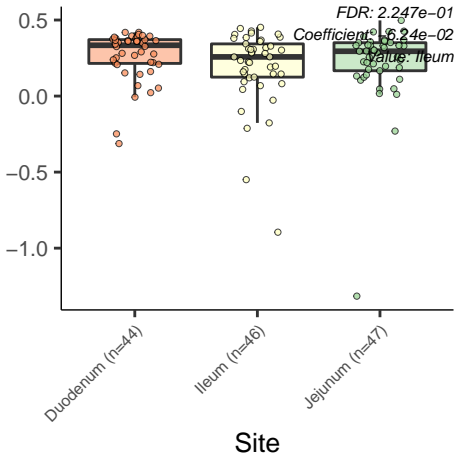 FDR: 2.247e−01
Coefficient:
Value: Ileum
0.5
0.0
−0.5
−1.0
Duodenum (n=44)
Ileum (n=46)
Jejunum (n=47)
Site